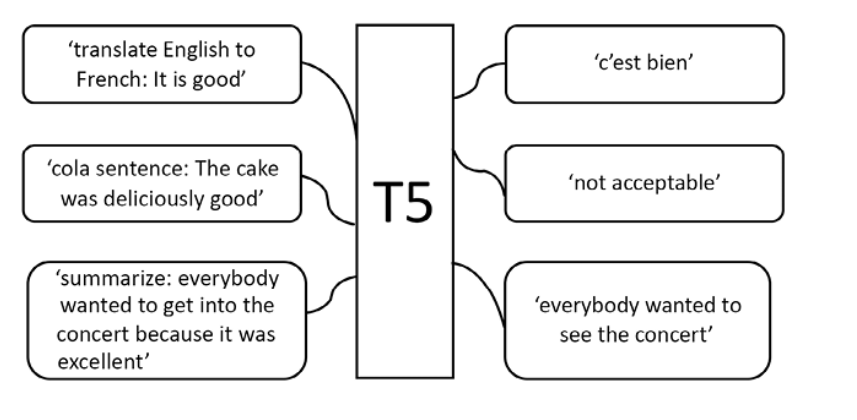 ‘translate English to
French: It is good’
‘c’est bien’
‘cola sentence: The cake
was deliciously good’
T5
‘not acceptable’
‘summarize: everybody
wanted to get into the
concert because it was
excellent’
‘everybody wanted to
see the concert’